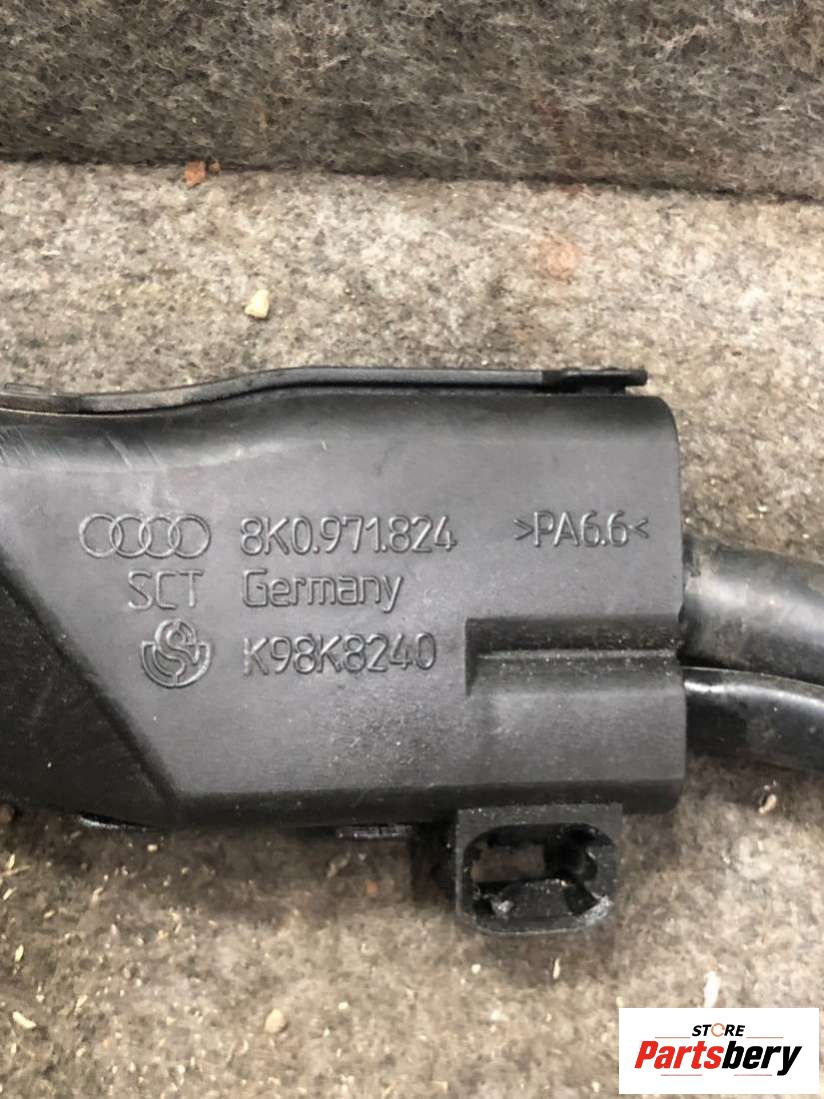 8K0.971.824 >PA6.6<
SCT Germany
K98K8240
STORE
Partsbery